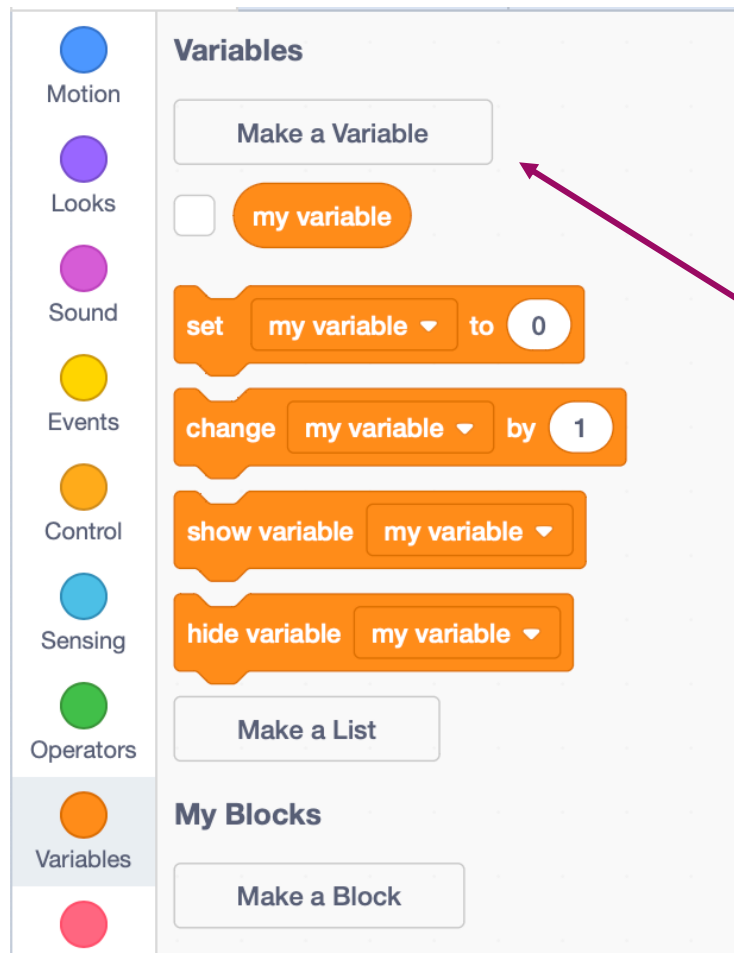 Motion
Looks
Sound
Events
Control
Sensing
Operators
Variables
Variables
Make a Variable
my variable
set my variable to 0
change my variable by 1
show variable my variable
hide variable my variable
Make a List
My Blocks
Make a Block